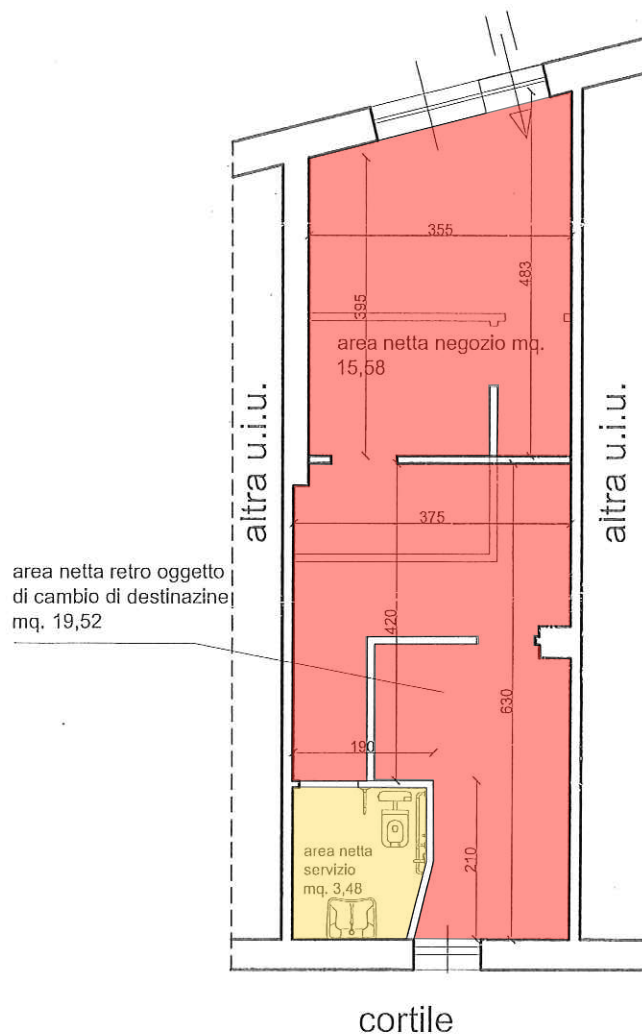 355
483
395
area netta negozio mq.
15,58
altra u.i.u.
altra u.i.u.
375
area netta retro oggetto
di cambio di destinazine
mq. 19,52
420
630
190
210
area netta
servizio
mq. 3,48
cortile